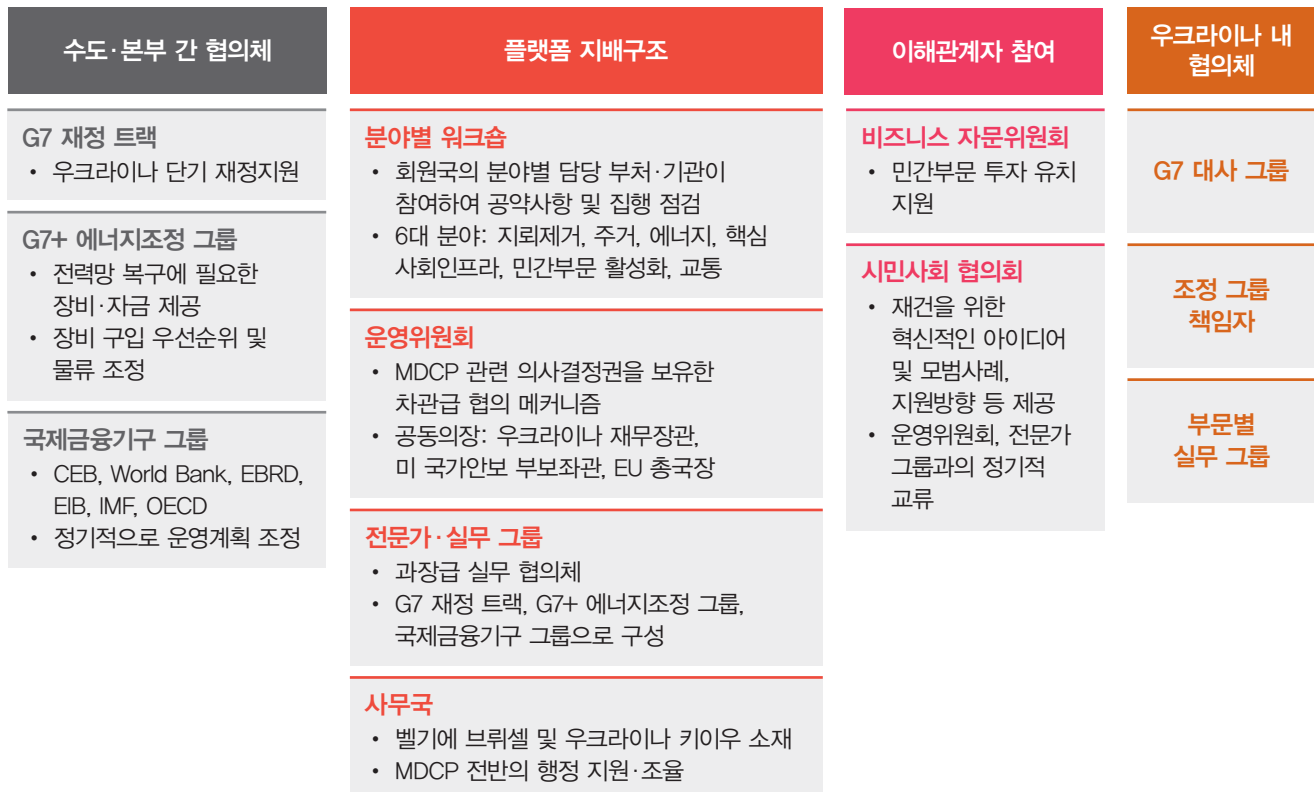 수도·본부 간 협의체
G7 재정 트랙
• 우크라이나 단기 재정지원
G7+ 에너지조정 그룹
• 전력망 복구에 필요한
장비·자금 제공
• 장비 구입 우선순위 및
물류 조정
국제금융기구 그룹
• CEB, World Bank, EBRD,
EIB, IMF, OECD
• 정기적으로 운영계획 조정
플랫폼 지배구조
분야별 워크숍
• 회원국의 분야별 담당 부처·기관이
참여하여 공약사항 및 집행 점검
• 6대 분야: 지뢰제거, 주거, 에너지, 핵심
사회인프라, 민간부문 활성화, 교통
운영위원회
• MDCP 관련 의사결정권을 보유한
차관급 협의 메커니즘
• 공동의장: 우크라이나 재무장관,
미 국가안보 부보좌관, EU 총국장
전문가·실무 그룹
• 과장급 실무 협의체
• G7 재정 트랙, G7+ 에너지조정 그룹,
국제금융기구 그룹으로 구성
사무국
• 벨기에 브뤼셀 및 우크라이나 키이우 소재
• MDCP 전반의 행정 지원·조율
이해관계자 참여
비즈니스 자문위원회
• 민간부문 투자 유치
지원
시민사회 협의회
• 재건을 위한
혁신적인 아이디어
및 모범사례,
지원방향 등 제공
• 운영위원회, 전문가
그룹과의 정기적
교류
우크라이나 내
협의체
G7 대사 그룹
조정 그룹
책임자
부문별
실무 그룹